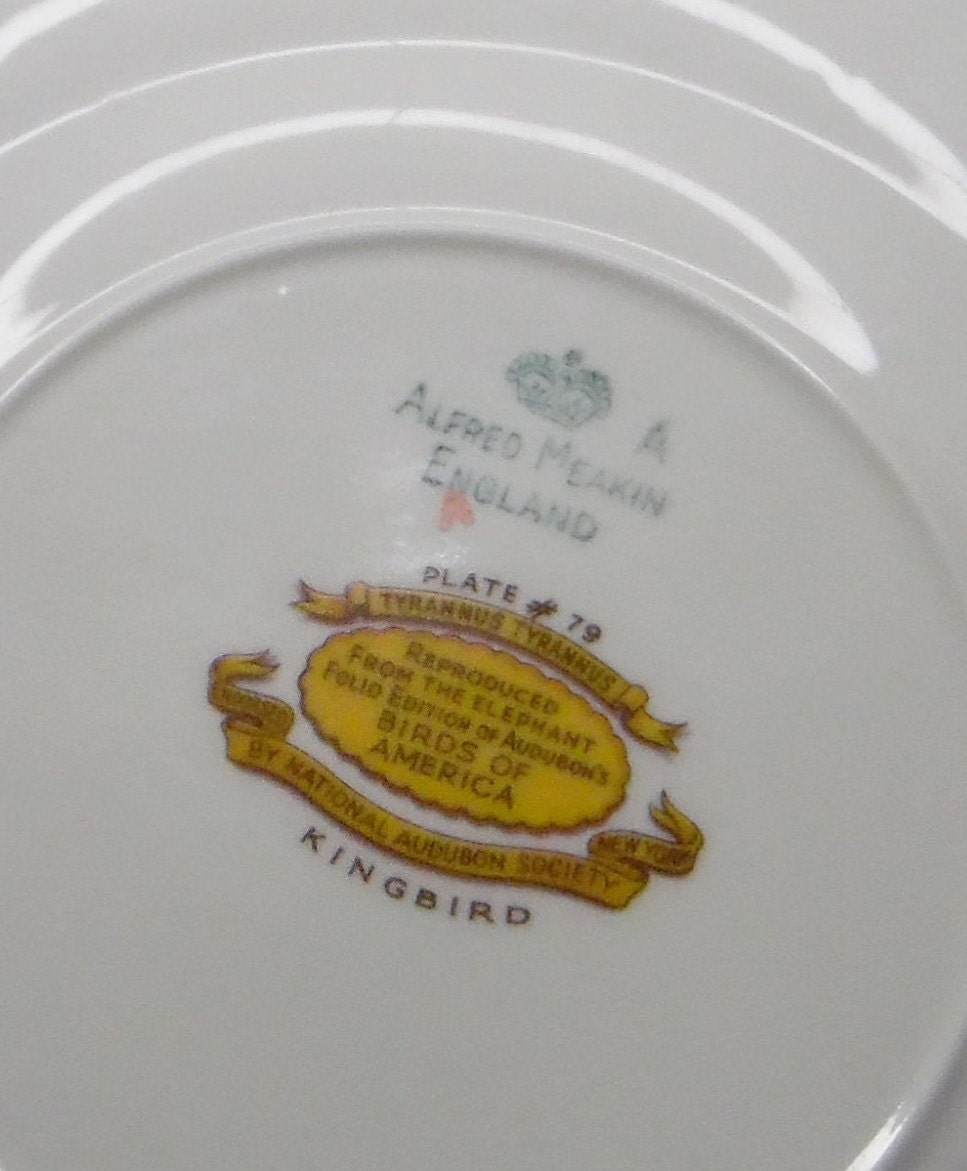 A
ALFRED MEAKIN
ENGLAND
PLATE # 79
TYRANNUS TYRANNUS
REPRODUCED
FROM THE ELEPHANT
FOLIO EDITION OF AUDUBON'S
BIRDS OF
AMERICA
BY NATIONAL AUDUBON SOCIETY
NEW YORK
KINGBIRD